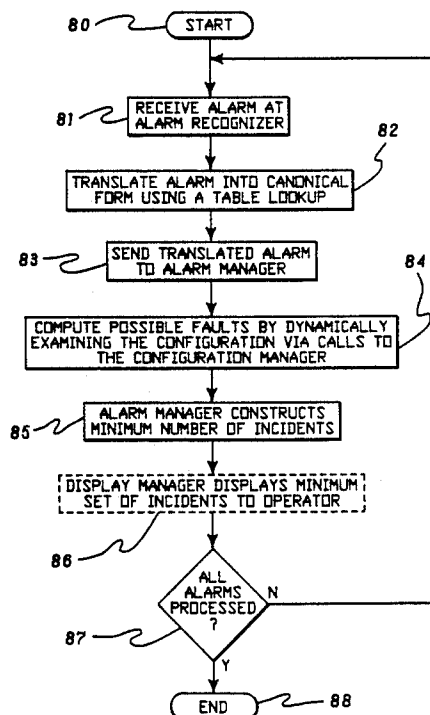 80
START
RECEIVE ALARM AT
ALARM RECOGNIZER
81
82
TRANSLATE ALARM INTO CANONICAL
FORM USING A TABLE LOOKUP
83
SEND TRANSLATED ALARM
TO ALARM MANAGER
84
COMPUTE POSSIBLE FAULTS BY DYNAMICALLY
EXAMINING THE CONFIGURATION VIA CALLS TO
THE CONFIGURATION MANAGER
85
ALARM MANAGER CONSTRUCTS
MINIMUM NUMBER OF INCIDENTS
DISPLAY MANAGER DISPLAYS MINIMUM
SET OF INCIDENTS TO OPERATOR
86
ALL
ALARMS
PROCESSED
?
N
87
Y
END
88